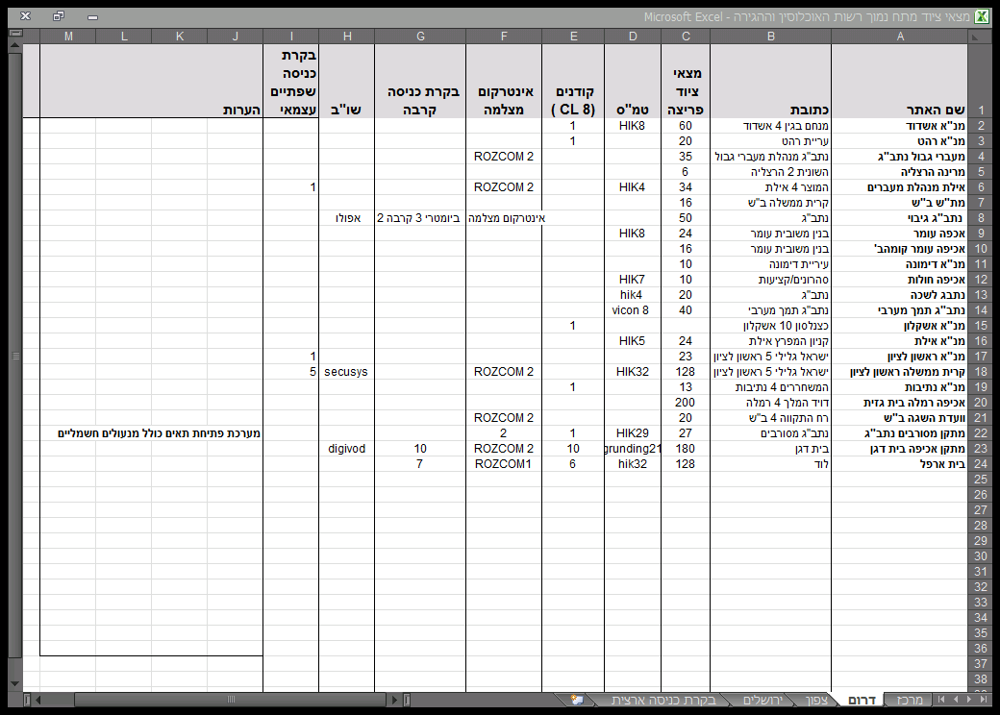 מצאי ציוד מתח נמוך רשות האוכלוסין וההגירה - Microsoft Excel
A B C D E F G H I J K L M
1 שם האתר כתובת מצאי ציוד פריצה טמ"ס קודנים ( CL 8) אינטרקום מצלמה בקרת כניסה קרבה שו"ב בקרת כניסה שפתיים עצמאי הערות
2 מנ"א אשדוד מנחם בגין 4 אשדוד 60 HIK8 1
3 מנ"א רהט עריית רהט 20 1
4 מעברי גבול נתב"ג נתב"ג מנהלת מעברי גבול 35 ROZCOM 2
5 מרינה הרצליה השונית 2 הרצליה 6
6 אילת מנהלת מעברים המוצר 4 אילת 34 HIK4 ROZCOM 2 1
7 מת"ש ב"ש קרית ממשלה ב"ש 16
8 נתב"ג גיבוי נתב"ג 50 אינטרקום מצלמה ביומטרי 3 קרבה 2 אפולו
9 אכפה עומר בנין משובית עומר 24 HIK8
10 אכיפה עומר קומהב' בנין משובית עומר 16
11 מנ"א דימונה עיריית דימונה 10
12 אכיפה חולות סהרונים/קציעות 10 HIK7
13 נתבג לשכה נתב"ג 20 hik4
14 נתב"ג תמך מערבי נתב"ג תמך מערבי 40 vicon 8
15 מנ"א אשקלון כצנלסון 10 אשקלון 1
16 מנ"א אילת קניון המפרץ אילת 24 HIK5
17 מנ"א ראשון לציון ישראל גלילי 5 ראשון לציון 23 1
18 קרית ממשלה ראשון לציון ישראל גלילי 5 ראשון לציון 128 HIK32 ROZCOM 2 secusys 5
19 מנ"א נתיבות המשחררים 4 נתיבות 13 1
20 אכיפה רמלה בית גזית דויד המלך 4 רמלה 200
21 וועדת השגה ב"ש רח התקווה 4 ב"ש 20 ROZCOM 2
22 מתקן מסורבים נתב"ג נתב"ג מסורבים 27 HIK29 1 2 מערכת פתיחת תאים כולל מנעולים חשמליים
23 מתקן אכיפה בית דגן בית דגן 180 grunding21 10 ROZCOM 2 10 digivod
24 בית ארפל לוד 128 hik32 6 ROZCOM1 7
25
26
27
28
29
30
31
32
33
34
35
36
37
38
מרכז דרום צפון ירושלים בקרת כניסה ארצית